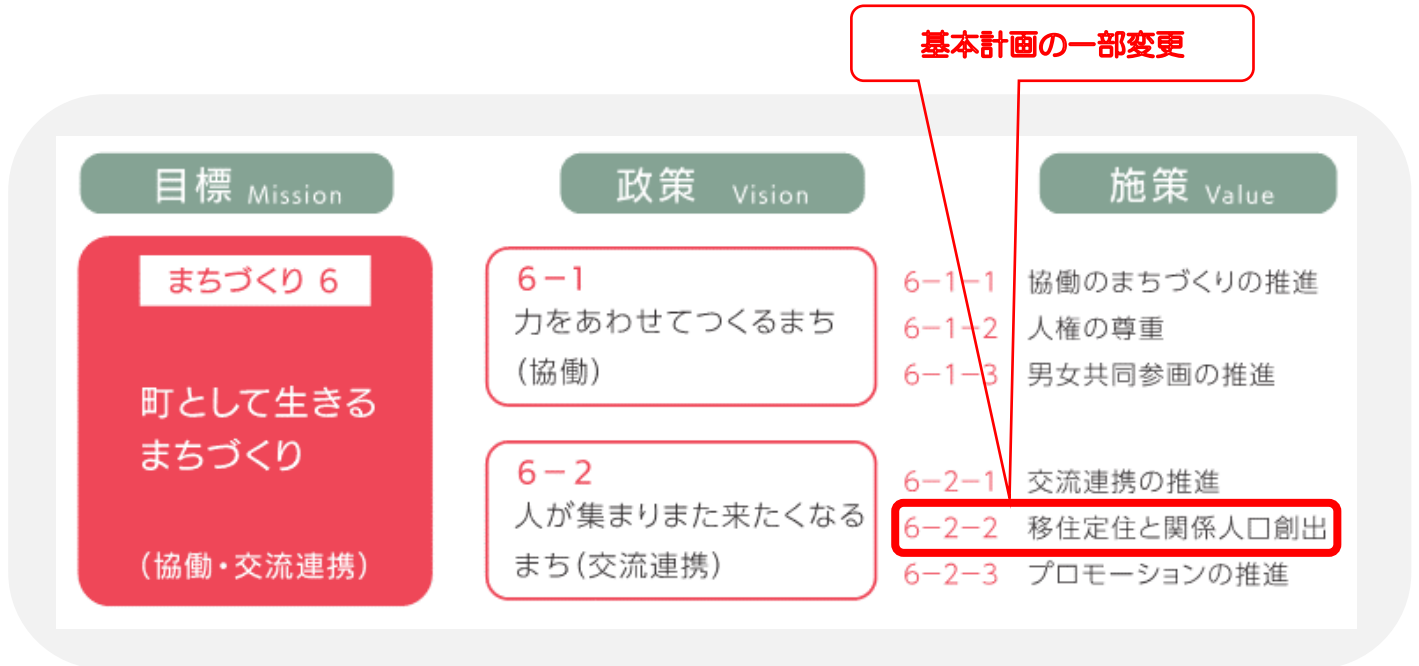 基本計画の一部変更
目標 Mission
政策 Vision
施策 Value
まちづくり 6
町として生きる
まちづくり
(協働・交流連携)
6-1
力をあわせてつくるまち
(協働)
6-1-1 協働のまちづくりの推進
6-1-2 人権の尊重
6-1-3 男女共同参画の推進
6-2
人が集まりまた来たくなる
まち(交流連携)
6-2-1 交流連携の推進
6-2-2 移住定住と関係人口創出
6-2-3 プロモーションの推進